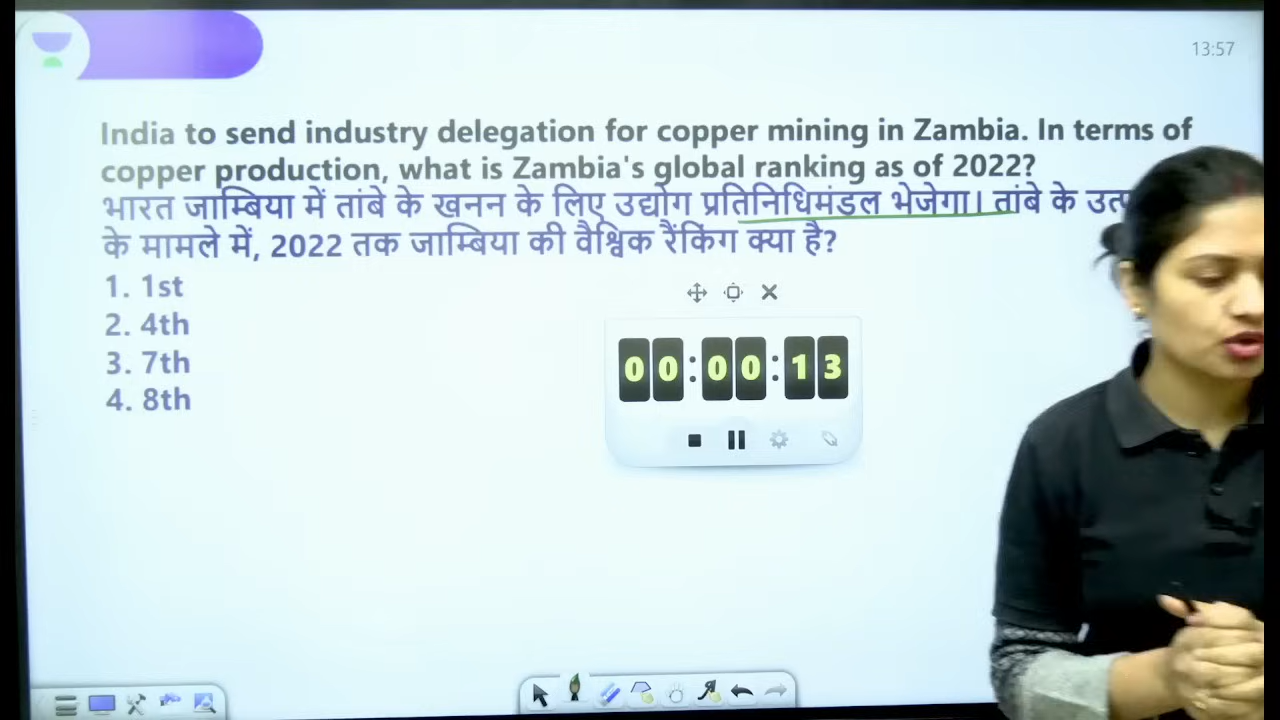 13:57
India to send industry delegation for copper mining in Zambia. In terms of
copper production, what is Zambia's global ranking as of 2022?
भारत जाम्बिया में तांबे के खनन के लिए उद्योग प्रतिनिधिमंडल भेजेगा। तांबे के
के मामले में, 2022 तक जाम्बिया की वैश्विक रैंकिंग क्या है?
1. 1st
2. 4th
3. 7th
4. 8th
00:00:13